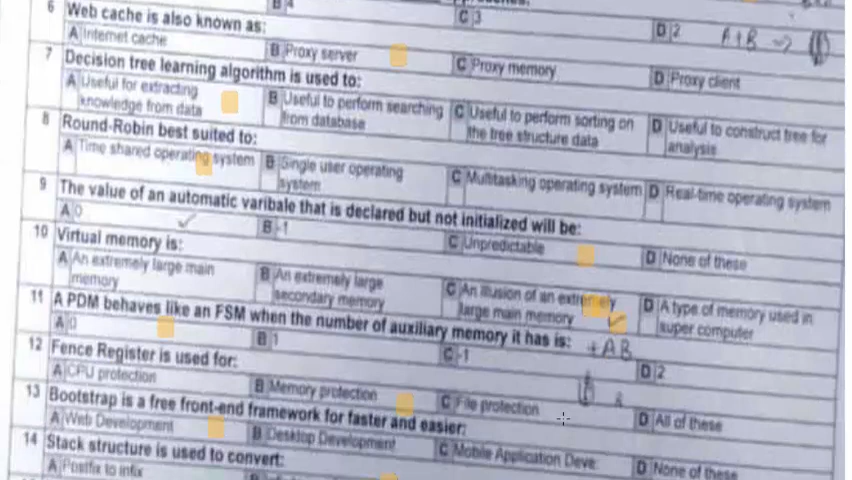 B 4 C 3 D 2
6 Web cache is also known as:
A Internet cache B Proxy server C Proxy memory D Proxy client
A+B
7 Decision tree learning algorithm is used to:
A Useful for extracting knowledge from data B Useful to perform searching from database C Useful to perform sorting on the tree structure data D Useful to construct tree for analysis
8 Round-Robin best suited to:
A Time shared operating system B Single user operating system C Multitasking operating system D Real-time operating system
9 The value of an automatic varibale that is declared but not initialized will be:
A 0 B -1 C Unpredictable D None of these
10 Virtual memory is:
A An extremely large main memory B An extremely large secondary memory C An illusion of an extremely large main memory D A type of memory used in super computer
11 A PDM behaves like an FSM when the number of auxiliary memory it has is:
A 0 B 1 C -1 D 2
+AB
12 Fence Register is used for:
A CPU protection B Memory protection C File protection D All of these
13 Bootstrap is a free front-end framework for faster and easier:
A Web Development B Desktop Development C Mobile Application Deve: D None of these
14 Stack structure is used to convert:
A Postfix to infix